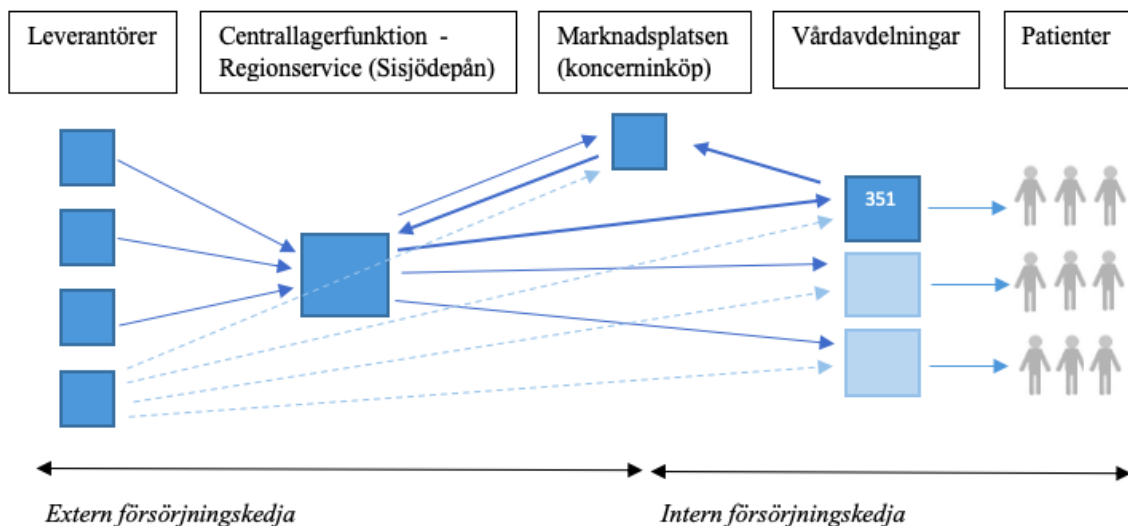 Leverantörer
Centrallagerfunktion -
Regionservice (Sisjödepån)
Marknadsplatsen
(koncerninköp)
Vårdavdelningar
Patienter
351
Extern försörjningskedja
Intern försörjningskedja